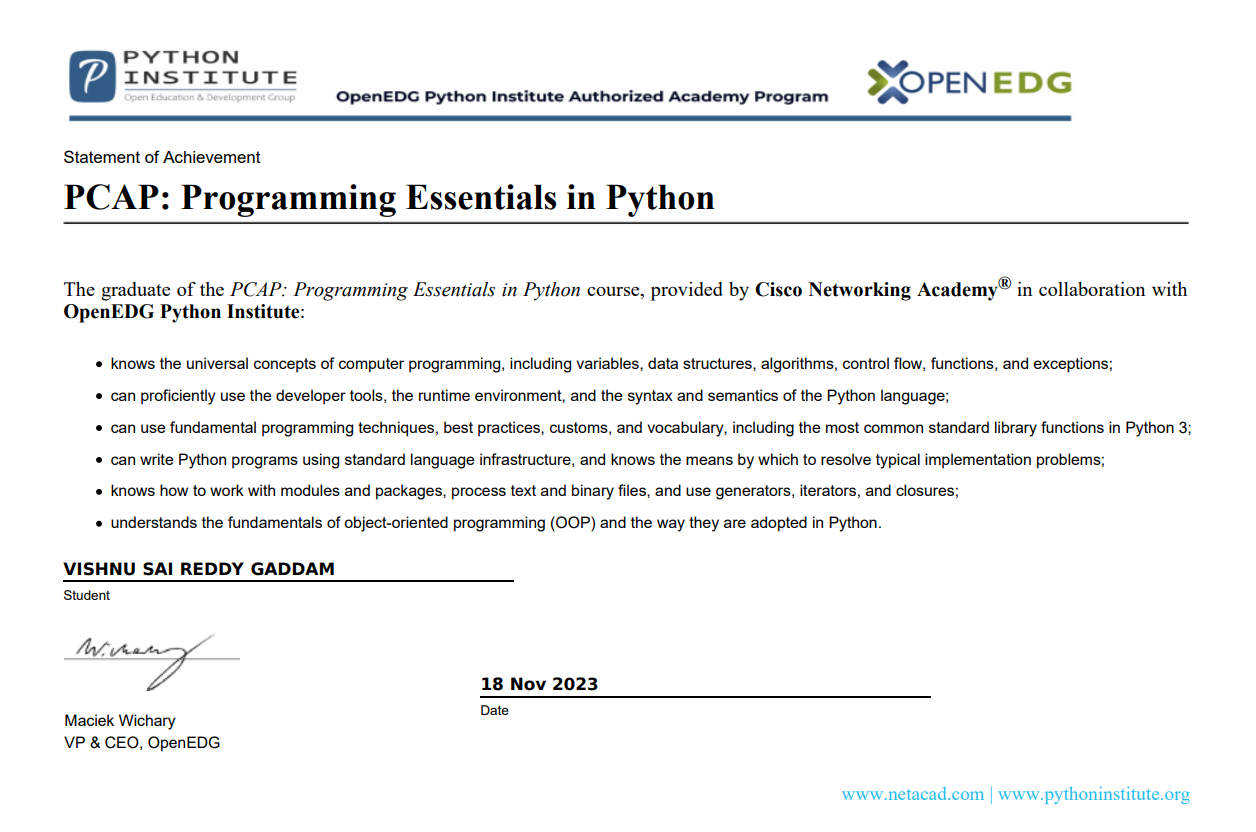 PYTHON
INSTITUTE
Open Education & Development Group
OpenEDG Python Institute Authorized Academy Program
OPENEDG
Statement of Achievement
PCAP: Programming Essentials in Python
The graduate of the PCAP: Programming Essentials in Python course, provided by Cisco Networking Academy® in collaboration with
OpenEDG Python Institute:
• knows the universal concepts of computer programming, including variables, data structures, algorithms, control flow, functions, and exceptions;
• can proficiently use the developer tools, the runtime environment, and the syntax and semantics of the Python language;
• can use fundamental programming techniques, best practices, customs, and vocabulary, including the most common standard library functions in Python 3;
• can write Python programs using standard language infrastructure, and knows the means by which to resolve typical implementation problems;
• knows how to work with modules and packages, process text and binary files, and use generators, iterators, and closures;
• understands the fundamentals of object-oriented programming (OOP) and the way they are adopted in Python.
VISHNU SAI REDDY GADDAM
Student
18 Nov 2023
Date
Maciek Wichary
VP & CEO, OpenEDG
www.netacad.com | www.pythoninstitute.org